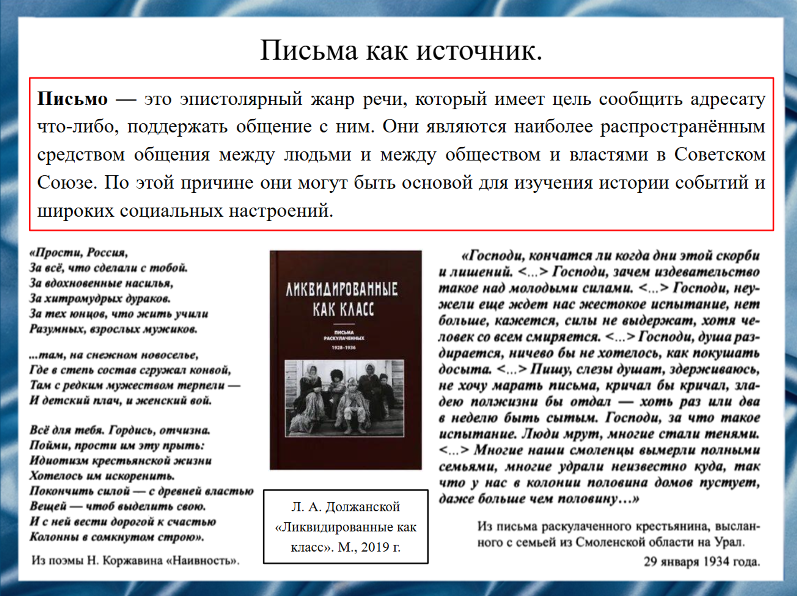 Письма как источник.
Письмо — это эпистолярный жанр речи, который имеет цель сообщить адресату
что-либо, поддержать общение с ним. Они являются наиболее распространённым
средством общения между людьми и между обществом и властями в Советском
Союзе. По этой причине они могут быть основой для изучения истории событий и
широких социальных настроений.
«Прости, Россия,
За всё, что сделали с тобой.
За вдохновенные насилья,
За хитромудрых дураков.
За тех юнцов, что жить учили
Разумных, взрослых мужиков.
...там, на снежном новоселье,
Где в степь состав сгружал конвой,
Там с редким мужеством терпели —
И детский плач, и женский вой.
Всё для тебя. Гордись, отчизна.
Пойми, прости им эту прыть:
Идиотизм крестьянской жизни
Хотелось им искоренить.
Покончить силой — с древней властью
Вещей — чтоб выделить свою.
И с ней вести дорогой к счастью
Колонны в сомкнутом строю».
Из поэмы Н. Коржавина «Наивность».
ЛИКВИДИРОВАННЫЕ
КАК КЛАСС
ПИСЬМА
РАСКУЛАЧЕННЫХ
1928–1936
Л. А. Должанской
«Ликвидированные как
класс». М., 2019 г.
«Господи, кончатся ли когда дни этой скорби
и лишений. <...> Господи, зачем издевательство
такое над молодыми силами. <...> Господи, неу-
жели еще ждет нас жестокое испытание, нет
больше, кажется, силы не выдержат, хотя че-
ловек со всем смиряется. <...> Господи, душа раз-
дирается, ничево бы не хотелось, как покушать
досыта. <...> Пишу, слезы душат, здерживаюсь,
не хочу марать письма, кричал бы кричал, зла-
дею полжизни бы отдал — хоть раз или два
в неделю быть сытым. Господи, за что такое
испытание. Люди мрут, многие стали тенями.
<...> Многие наши смоленцы вымерли полными
семьями, многие удрали неизвестно куда, так
что у нас в колонии половина домов пустует,
даже больше чем половину...»
Из письма раскулаченного крестьянина, выслан-
ного с семьей из Смоленской области на Урал.
29 января 1934 года.